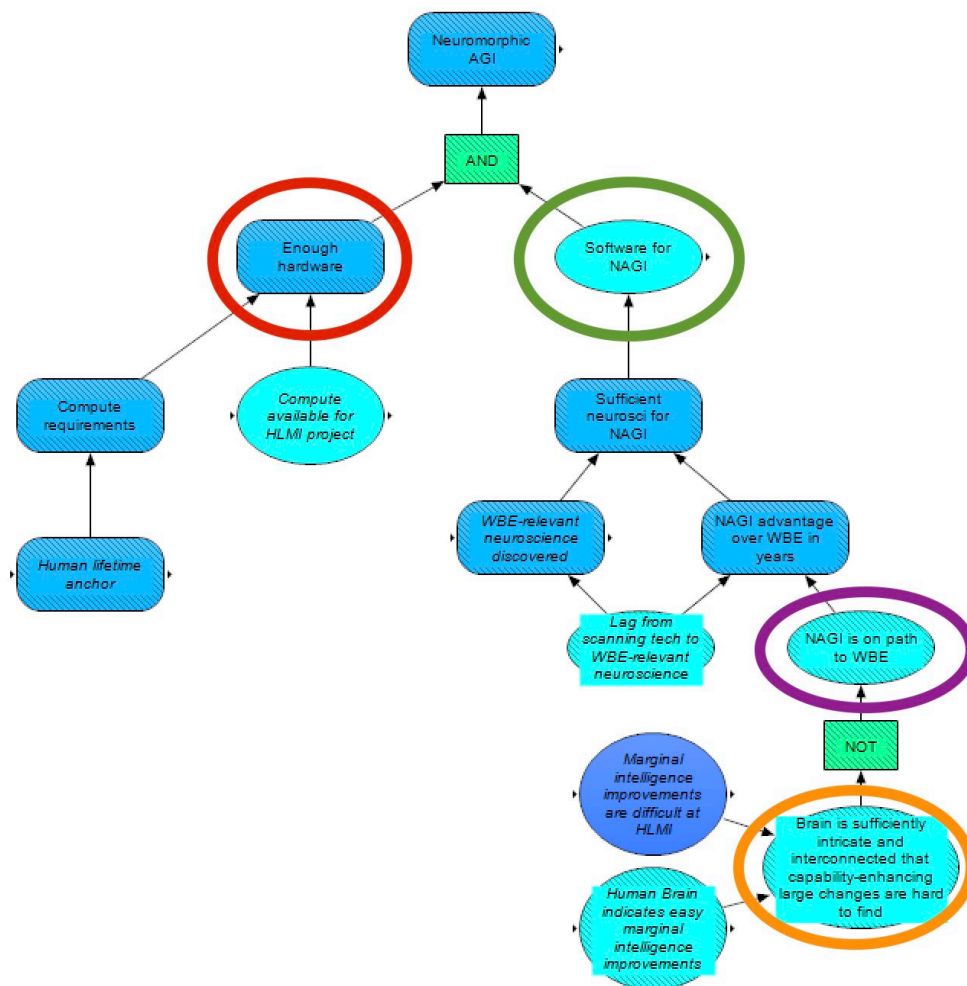 Neuromorphic
AGI
AND
Enough
hardware
Software for
NAGI
Compute
requirements
Compute
available for
HLMI project
Sufficient
neurosci for
NAGI
Human lifetime
anchor
WBE-relevant
neuroscience
discovered
NAGI advantage
over WBE in
years
Lag from
scanning tech to
WBE-relevant
neuroscience
NAGI is on path
to WBE
NOT
Marginal
intelligence
improvements
are difficult at
HLMI
Brain is sufficiently
intricate and
interconnected that
capability-enhancing
large changes are hard
to find
Human Brain
indicates easy
marginal
intelligence
improvements